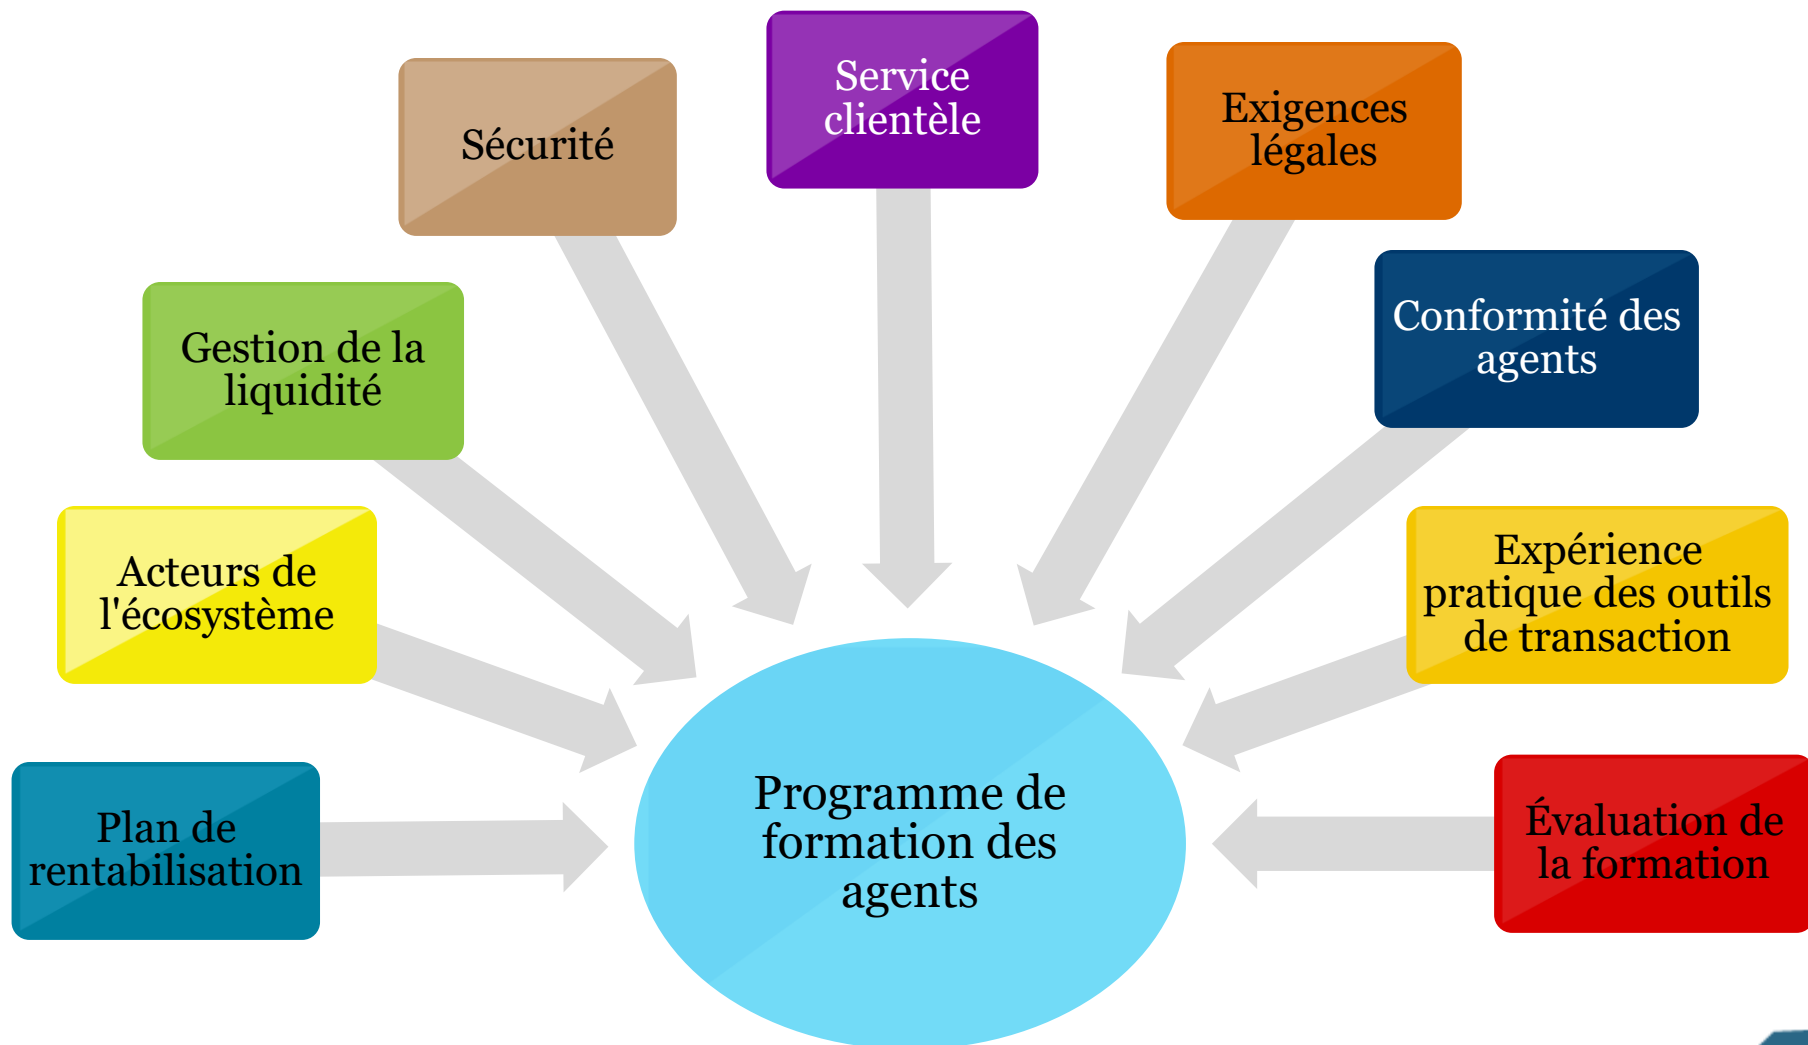 Service
clientèle
Exigences
légales
Sécurité
Conformité des
agents
Gestion de la
liquidité
Expérience
pratique des outils
de transaction
Acteurs de
l'écosystème
Plan de
rentabilisation
Programme de
formation des
agents
Évaluation de
la formation